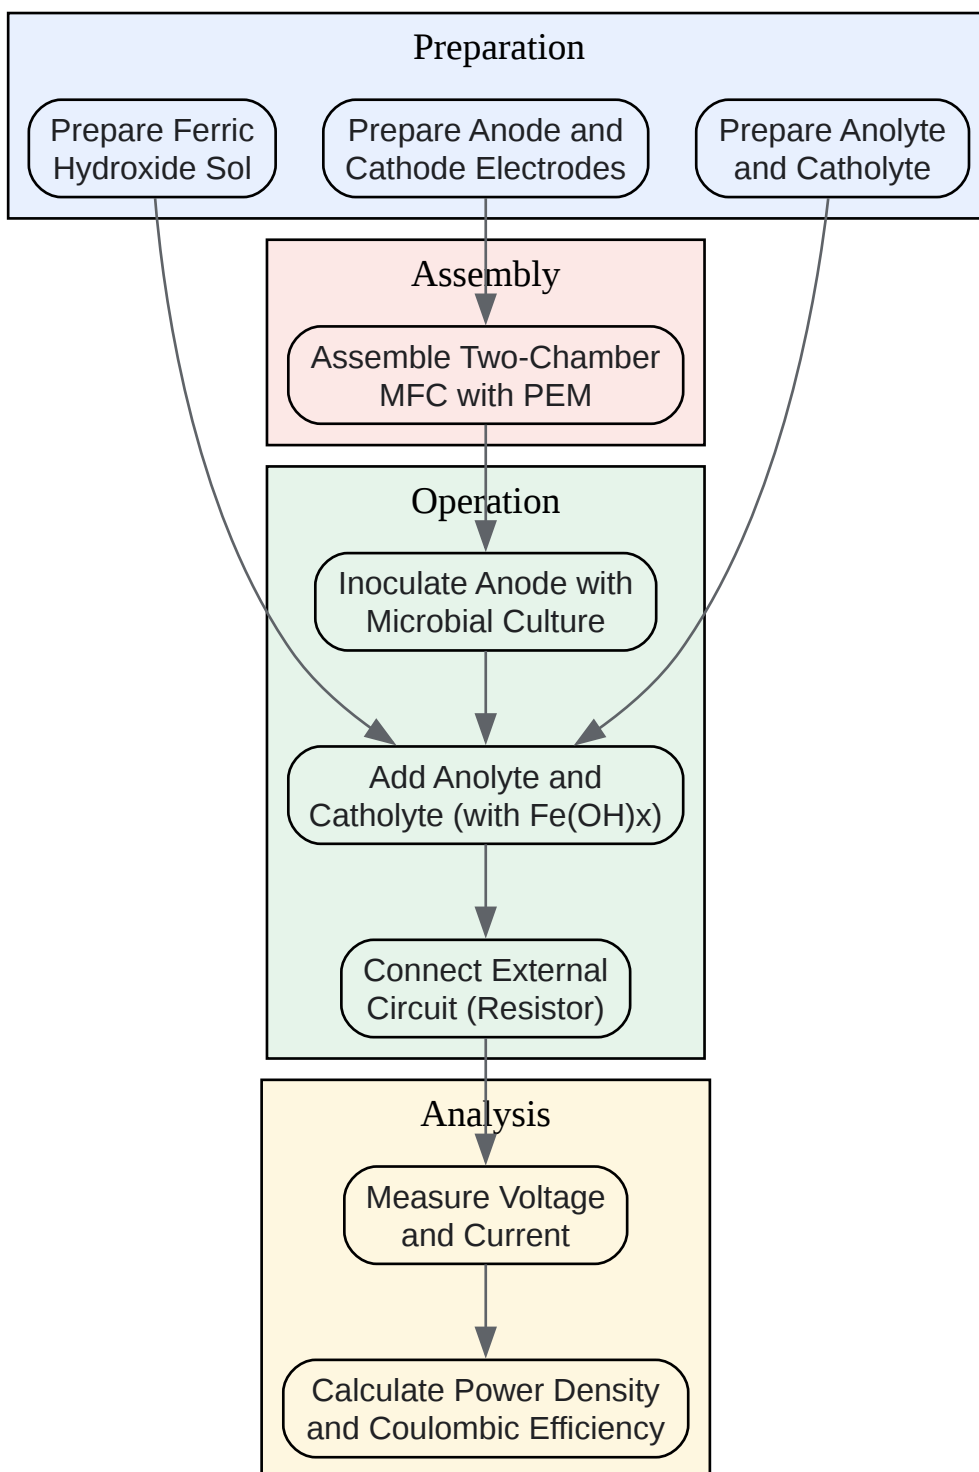 Preparation
Prepare Ferric
Hydroxide Sol
Prepare Anode and
Cathode Electrodes
Prepare Anolyte
and Catholyte
Assembly
Assemble Two-Chamber
MFC with PEM
Operation
Inoculate Anode with
Microbial Culture
Add Anolyte and
Catholyte (with Fe(OH)x)
Connect External
Circuit (Resistor)
Analysis
Measure Voltage
and Current
Calculate Power Density
and Coulombic Efficiency